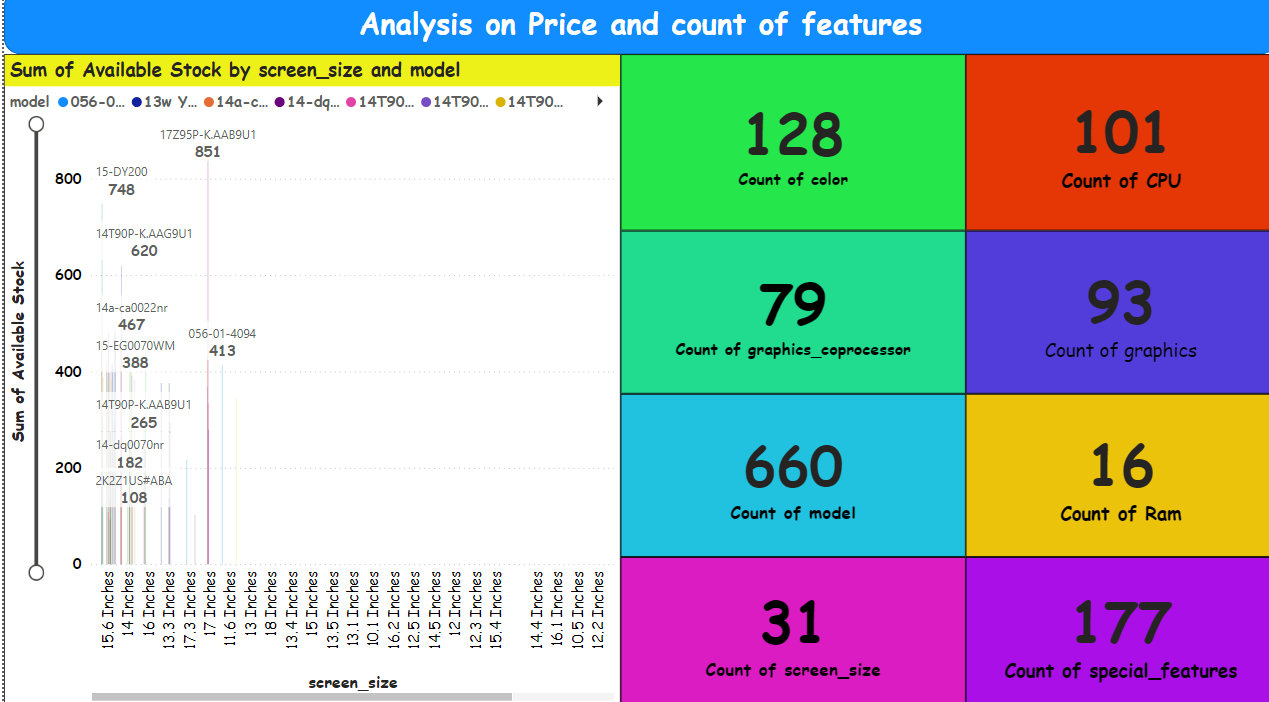 Analysis on Price and count of features
Sum of Available Stock by screen_size and model
model 056-0... 13w Y... 14a-c... 14-dq... 14T90... 14T90... 14T90...
17Z95P-K.AAB9U1
851
15-DY200
748
14T90P-K.AAG9U1
620
14a-ca0022nr
467
056-01-4094
413
15-EG0070WM
388
14T90P-K.AAB9U1
265
14-dq0070nr
182
2K2Z1US#ABA
108
800
600
400
200
0
Sum of Available Stock
15.6 Inches
14 Inches
16 Inches
13.3 Inches
17.3 Inches
17 Inches
11.6 Inches
13 Inches
18 Inches
13.4 Inches
15 Inches
13.5 Inches
13.1 Inches
10.1 Inches
16.2 Inches
12.5 Inches
14.5 Inches
12 Inches
12.3 Inches
15.4 Inches
14.4 Inches
16.1 Inches
10.5 Inches
12.2 Inches
screen_size
128
Count of color
101
Count of CPU
79
Count of graphics_coprocessor
93
Count of graphics
660
Count of model
16
Count of Ram
31
Count of screen_size
177
Count of special_features